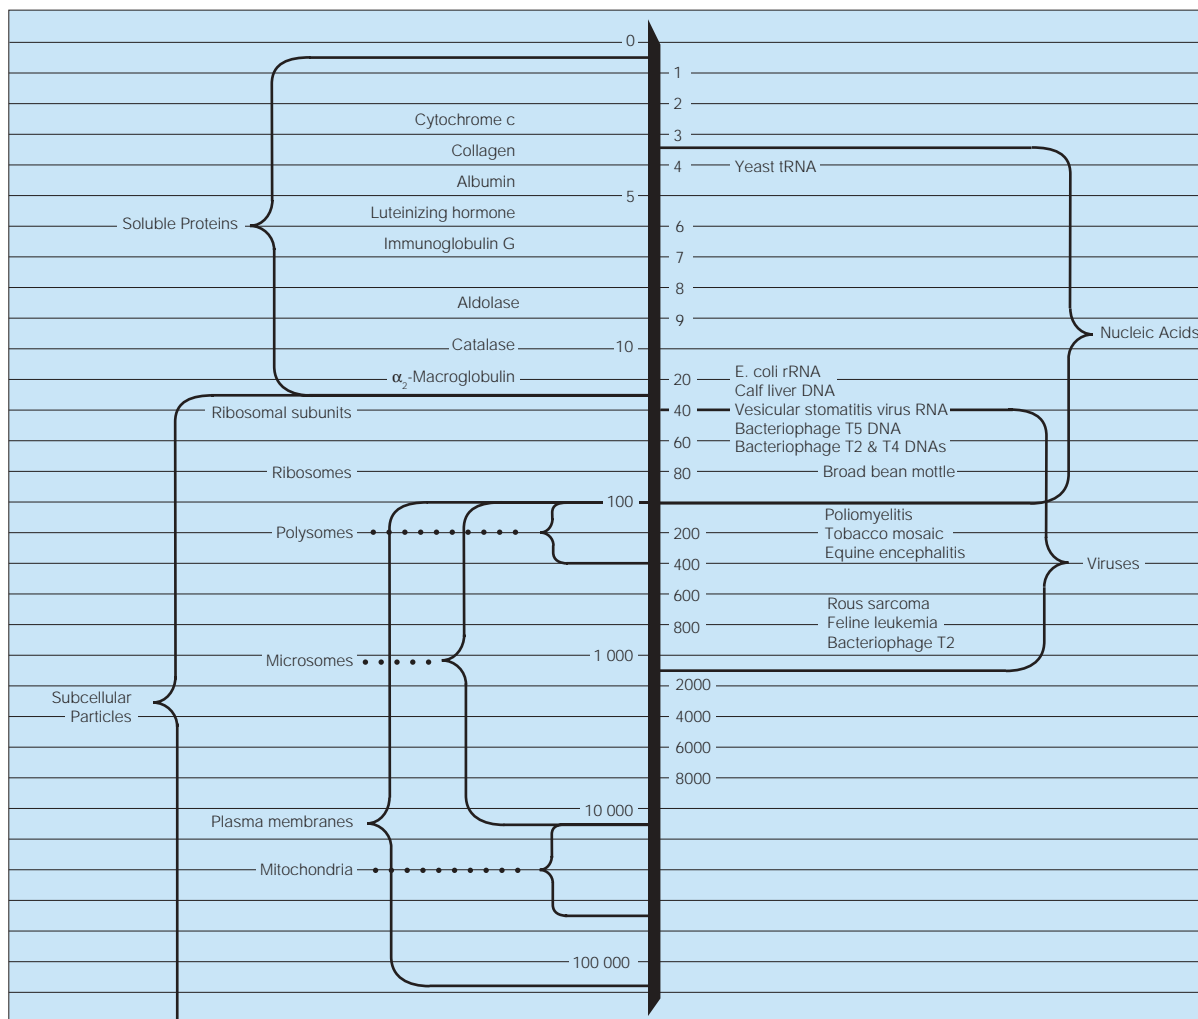 0
1
2
Cytochrome c
3
Collagen
4
Yeast tRNA
Albumin
5
Luteinizing hormone
Soluble Proteins
6
Immunoglobulin G
7
8
Aldolase
9
Nucleic Acids
Catalase
10
α2-Macroglobulin
20
E. coli rRNA
Calf liver DNA
Ribosomal subunits
40
Vesicular stomatitis virus RNA
Bacteriophage T5 DNA
60
Bacteriophage T2 & T4 DNAs
Ribosomes
80
Broad bean mottle
100
Poliomyelitis
Polysomes
200
Tobacco mosaic
Equine encephalitis
400
Viruses
600
Rous sarcoma
800
Feline leukemia
Bacteriophage T2
Microsomes
1 000
2000
Subcellular
Particles
4000
6000
8000
10 000
Plasma membranes
Mitochondria
100 000